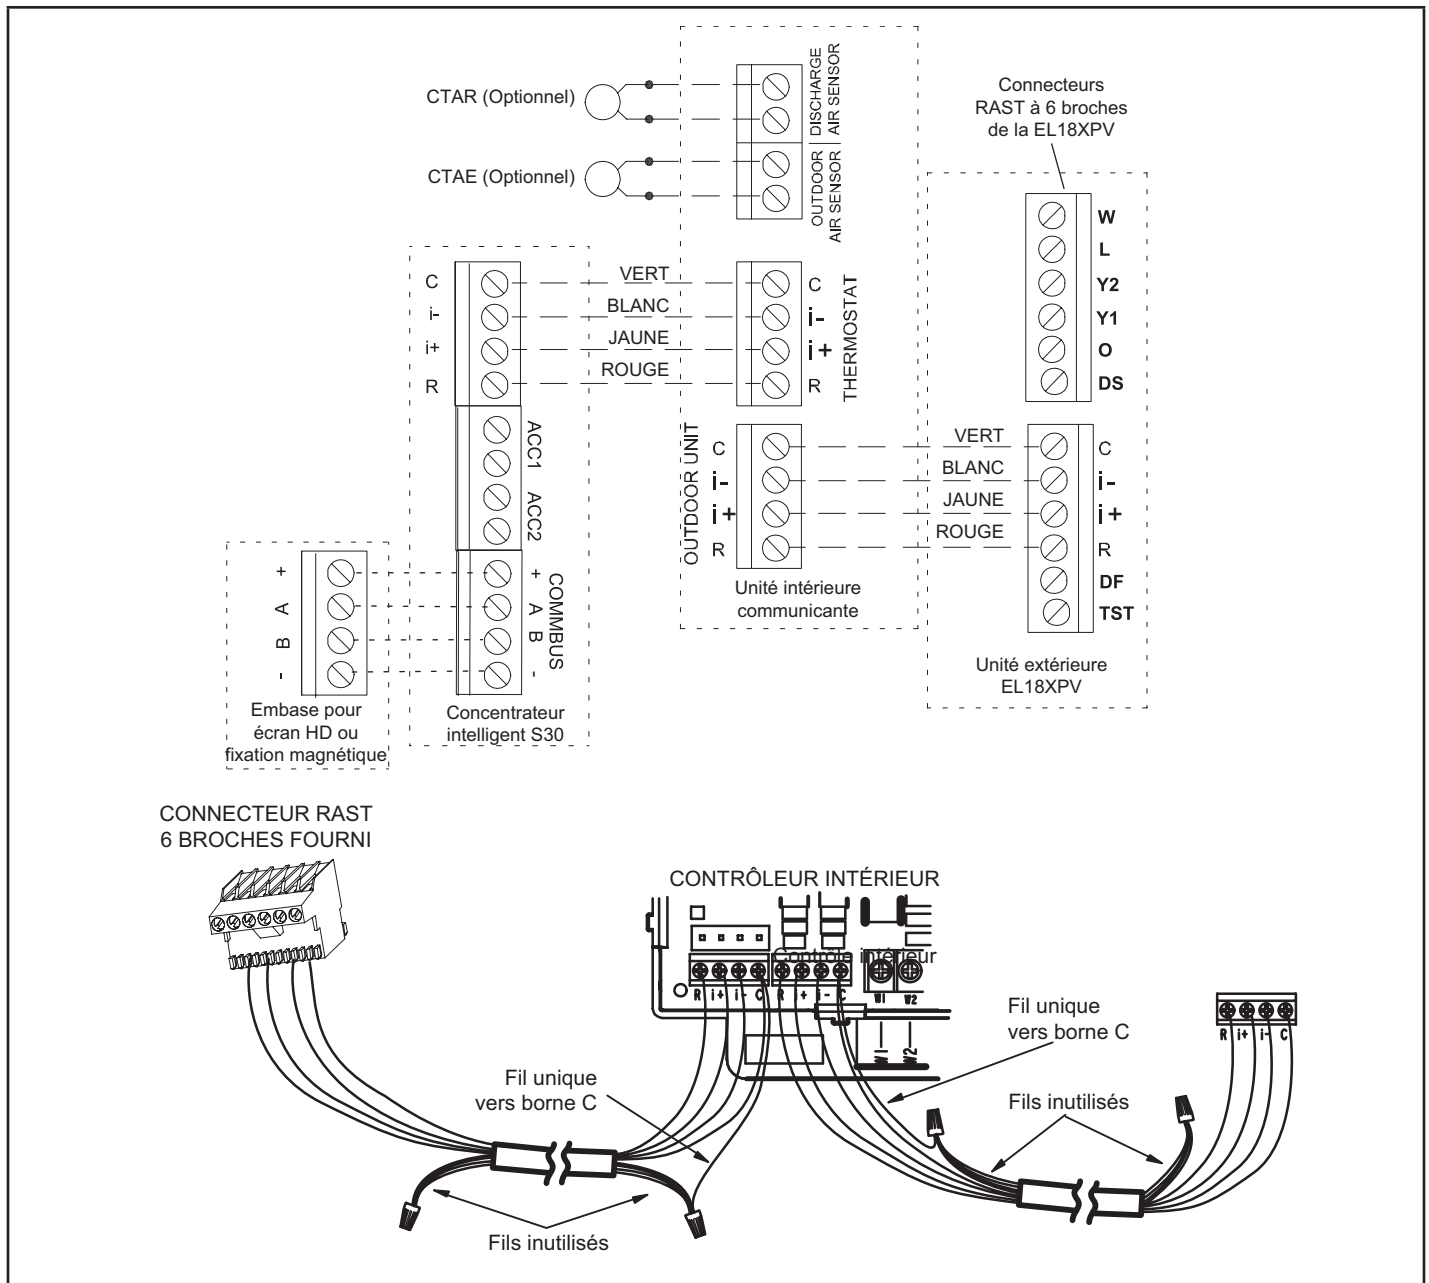 DISCHARGE
AIR SENSOR
CTAR (Optionnel)
OUTDOOR
AIR SENSOR
CTAE (Optionnel)
Connecteurs
RAST à 6 broches
de la EL18XPV
W
L
Y2
Y1
O
DS
C
i-
i+
R
VERT
BLANC
JAUNE
ROUGE
C
i-
i+
R
THERMOSTAT
ACC1
ACC2
OUTDOOR UNIT
C
i-
i+
R
VERT
BLANC
JAUNE
ROUGE
C
i-
i+
R
DF
TST
Unité intérieure
communicante
Unité extérieure
EL18XPV
+
A
B
-
+
A
B
-
COMMBUS
Embase pour
écran HD ou
fixation magnétique
Concentrateur
intelligent S30
CONNECTEUR RAST
6 BROCHES FOURNI
CONTRÔLEUR INTÉRIEUR
Contrôle intérieur
R i+ i- C
R i+ i- C
W1 W2
W1
W2
Fil unique
vers borne C
R i+ i- C
Fil unique
vers borne C
Fils inutilisés
Fils inutilisés